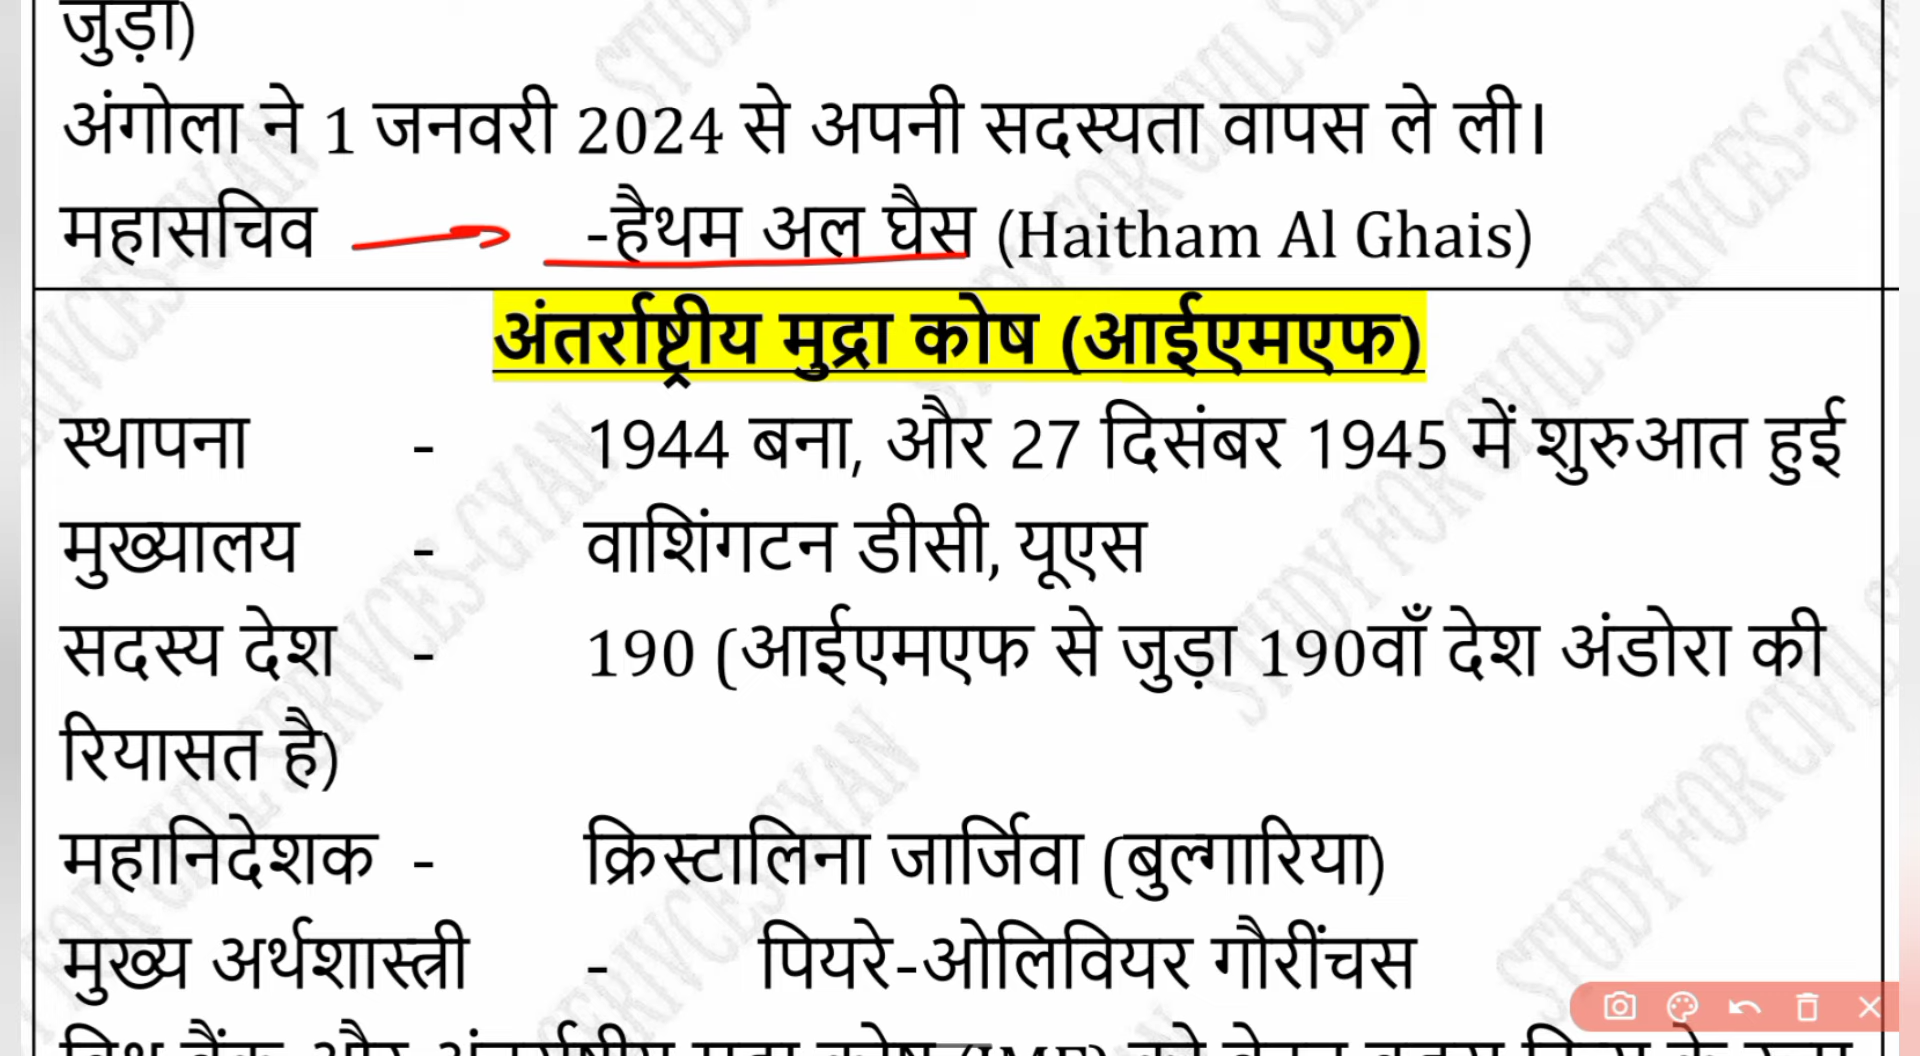 जुड़ा)
अंगोला ने 1 जनवरी 2024 से अपनी सदस्यता वापस ले ली।
महासचिव -हैथम अल घैस (Haitham Al Ghais)
अंतर्राष्ट्रीय मुद्रा कोष (आईएमएफ)
स्थापना - 1944 बना, और 27 दिसंबर 1945 में शुरुआत हुई
मुख्यालय - वाशिंगटन डीसी, यूएस
सदस्य देश - 190 (आईएमएफ से जुड़ा 190वाँ देश अंडोरा की
रियासत है)
महानिदेशक - क्रिस्टालिना जार्जिवा (बुल्गारिया)
मुख्य अर्थशास्त्री - पियरे-ओलिवियर गौरींचस